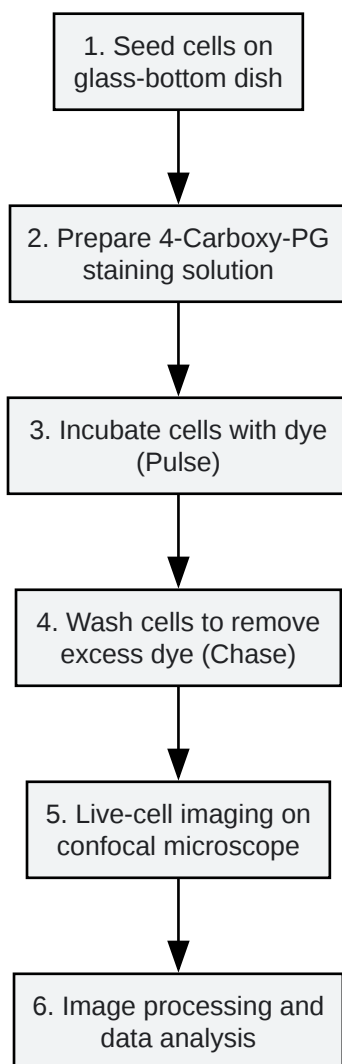 1. Seed cells on
glass-bottom dish
2. Prepare 4-Carboxy-PG
staining solution
3. Incubate cells with dye
(Pulse)
4. Wash cells to remove
excess dye (Chase)
5. Live-cell imaging on
confocal microscope
6. Image processing and
data analysis